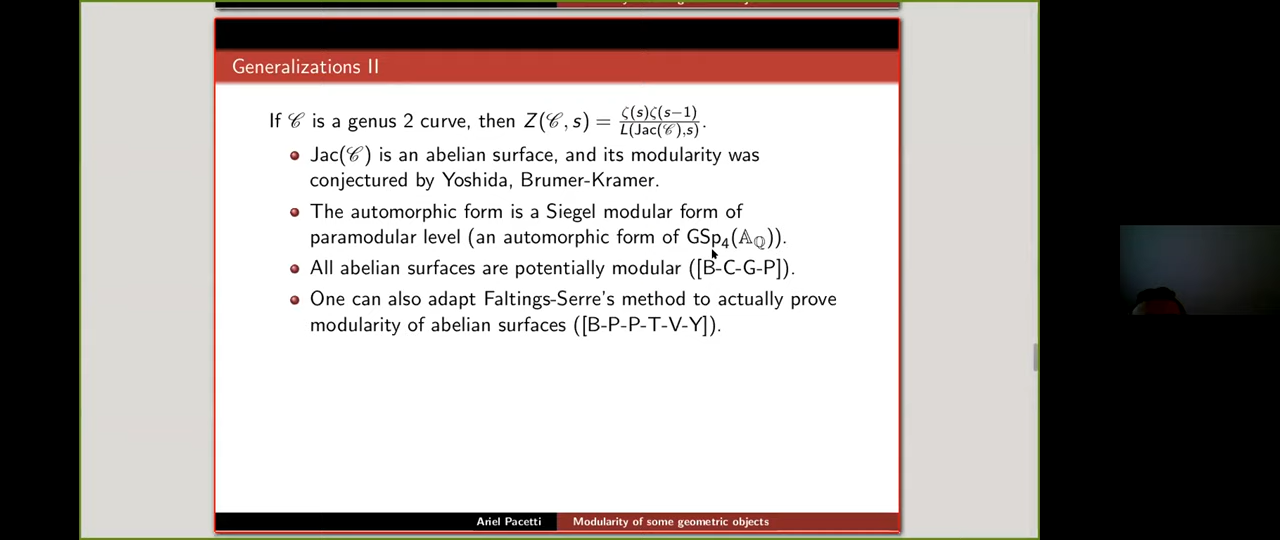 Generalizations II
If 𝒞 is a genus 2 curve, then Z(𝒞, s) = ζ(s)ζ(s−1) / L(Jac(𝒞),s).
Jac(𝒞) is an abelian surface, and its modularity was
conjectured by Yoshida, Brumer-Kramer.
The automorphic form is a Siegel modular form of
paramodular level (an automorphic form of GSp₄(𝔸_ℚ)).
All abelian surfaces are potentially modular ([B-C-G-P]).
One can also adapt Faltings-Serre's method to actually prove
modularity of abelian surfaces ([B-P-P-T-V-Y]).
Ariel Pacetti Modularity of some geometric objects